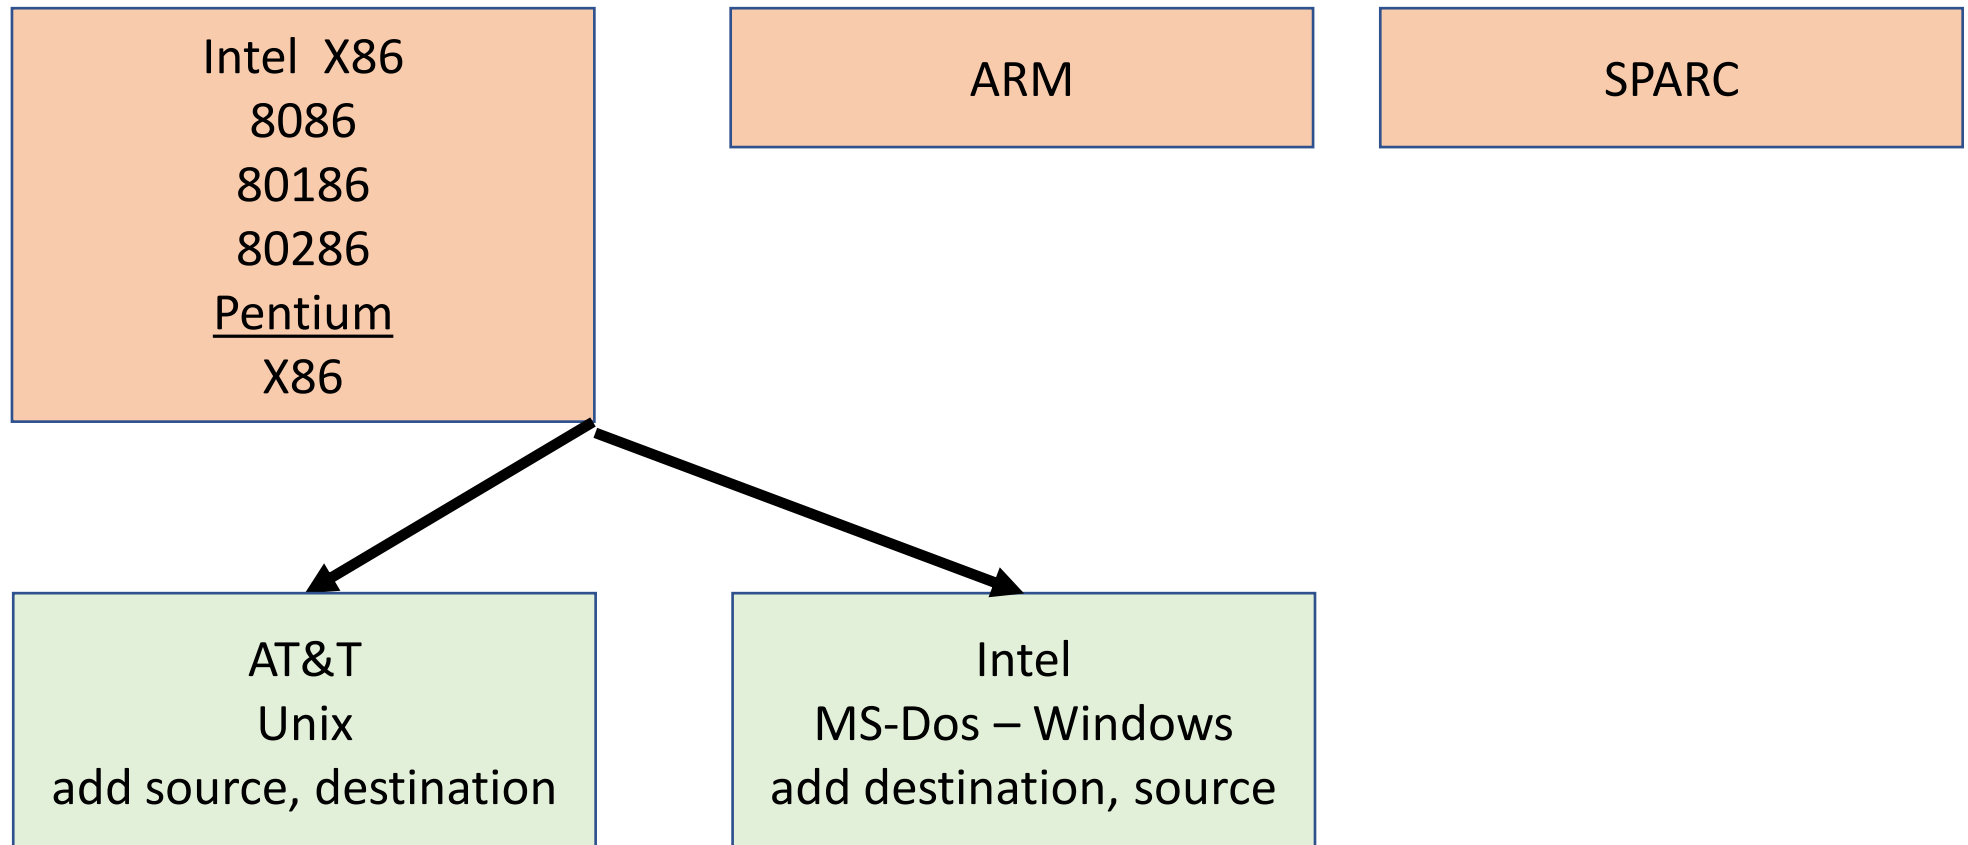 Intel  X86
8086
80186
80286
Pentium
X86
ARM
SPARC
AT&T
Unix
add source, destination
Intel
MS-Dos – Windows
add destination, source